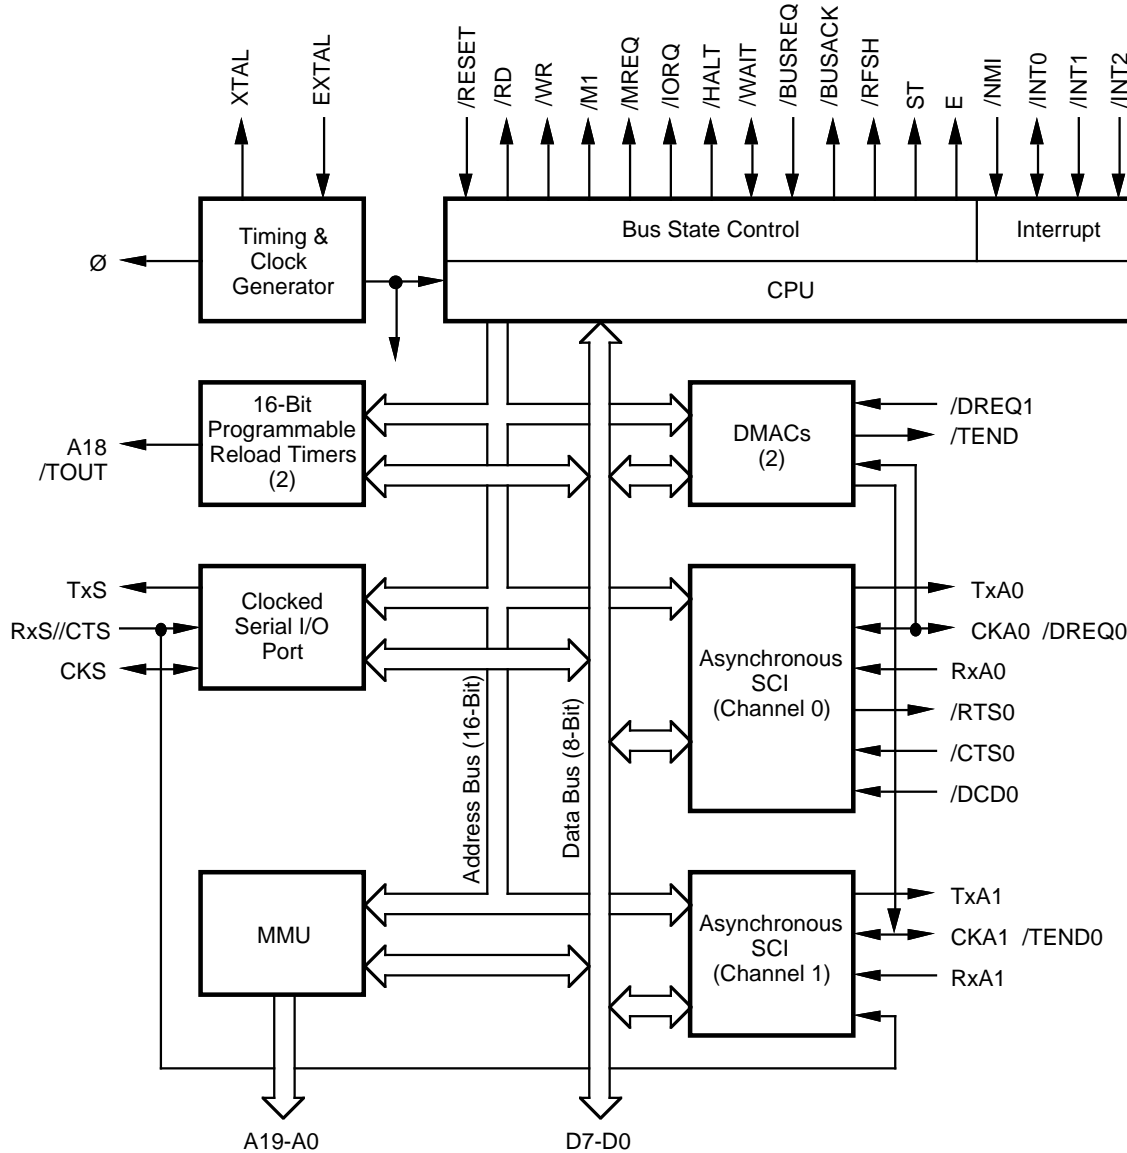 XTAL
EXTAL
/RESET
/RD
/WR
/M1
/MREQ
/IORQ
/HALT
/WAIT
/BUSREQ
/BUSACK
/RFSH
ST
E
/NMI
/INT0
/INT1
/INT2
Timing &
Clock
Generator
Ø
Bus State Control
Interrupt
CPU
16-Bit
Programmable
Reload Timers
(2)
A18
/TOUT
DMACs
(2)
/DREQ1
/TEND
TxS
RxS//CTS
CKS
Clocked
Serial I/O
Port
Address Bus (16-Bit)
Data Bus (8-Bit)
Asynchronous
SCI
(Channel 0)
TxA0
CKA0 /DREQ0
RxA0
/RTS0
/CTS0
/DCD0
MMU
Asynchronous
SCI
(Channel 1)
TxA1
CKA1 /TEND0
RxA1
A19-A0
D7-D0